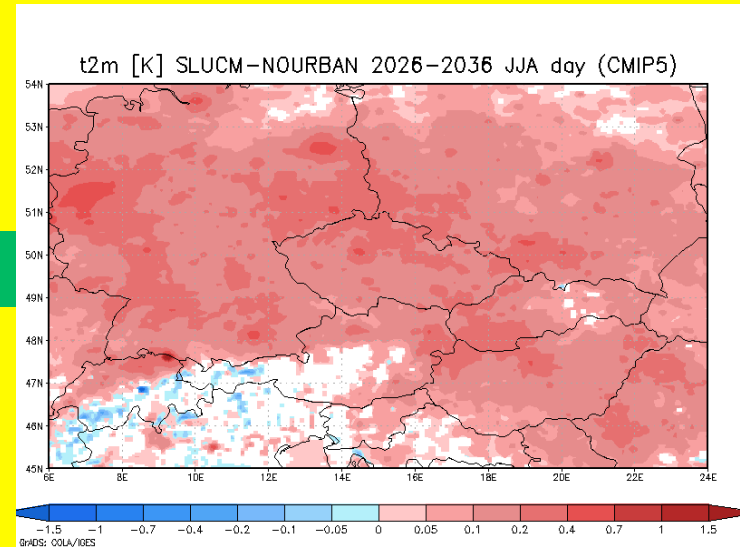 t2m [K] SLUCM-NOURBAN 2026-2036 JJA day (CMIP5)
54N
53N
52N
51N
50N
49N
48N
47N
46N
45N
6E 8E 10E 12E 14E 16E 18E 20E 22E 24E
-1.5 -1 -0.7 -0.4 -0.2 -0.1 -0.05 0 0.05 0.1 0.2 0.4 0.7 1 1.5
GrADS: COLA/IGES